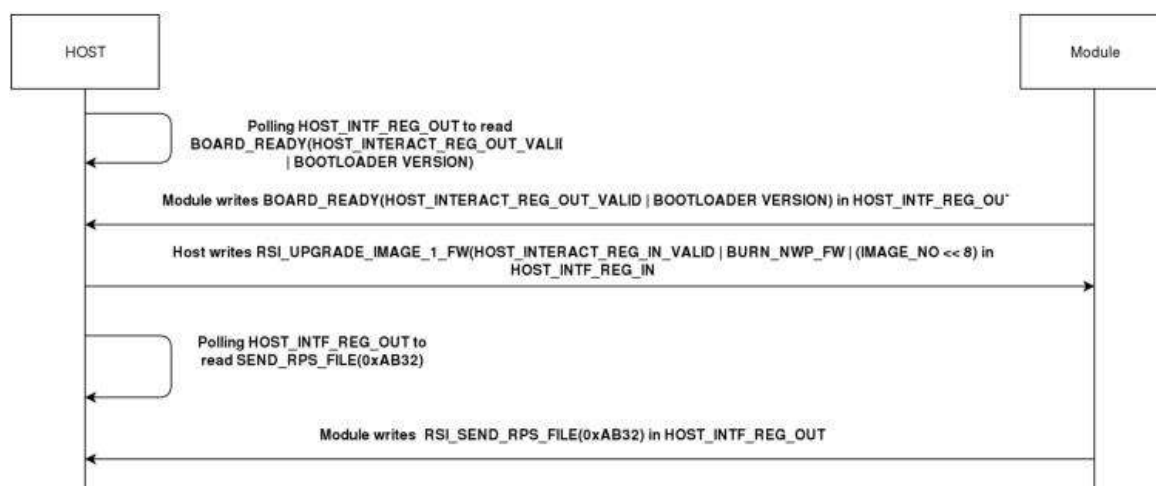 HOST
Module
Polling HOST_INTF_REG_OUT to read
BOARD_READY(HOST_INTERACT_REG_OUT_VALI
| BOOTLOADER VERSION)
Module writes BOARD_READY(HOST_INTERACT_REG_OUT_VALID | BOOTLOADER VERSION) in HOST_INTF_REG_OU
Host writes RSI_UPGRADE_IMAGE_1_FW(HOST_INTERACT_REG_IN_VALID | BURN_NWP_FW | (IMAGE_NO << 8) in
HOST_INTF_REG_IN
Polling HOST_INTF_REG_OUT to
read SEND_RPS_FILE(0xAB32)
Module writes RSI_SEND_RPS_FILE(0xAB32) in HOST_INTF_REG_OUT